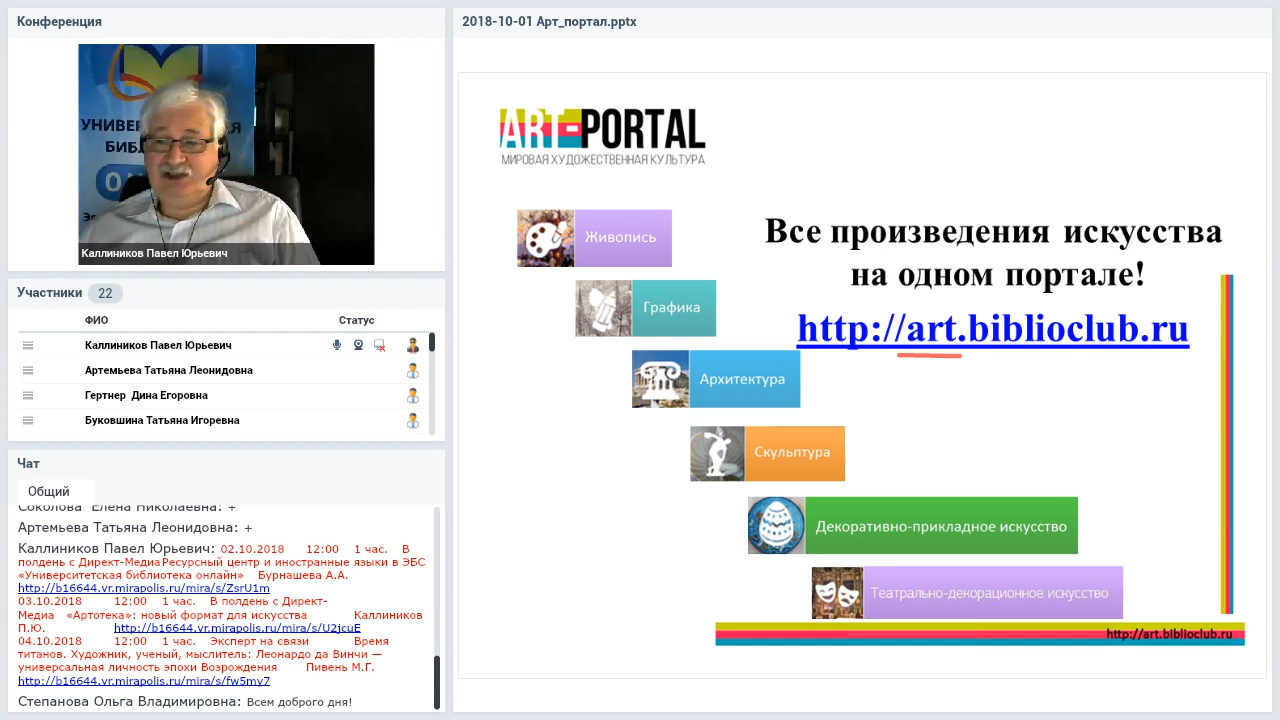 Конференция
УНИВЕР
АЯ
БИБ
Эл
Каллиников Павел Юрьевич
Участники 22
ФИО Статус
Каллиников Павел Юрьевич
Артемьева Татьяна Леонидовна
Гертнер Дина Егоровна
Буковшина Татьяна Игоревна
Чат
Общий
Соколова Елена Николаевна: +
Артемьева Татьяна Леонидовна: +
Каллиников Павел Юрьевич: 02.10.2018 12:00 1 час. В
полдень с Директ-Медиа Ресурсный центр и иностранные языки в ЭБС
«Университетская библиотека онлайн» Бурнашева А.А.
http://b16644.vr.mirapolis.ru/mira/s/ZsrU1m
03.10.2018 12:00 1 час. В полдень с Директ-
Медиа «Артотека»: новый формат для искусства Каллиников
П.Ю. http://b16644.vr.mirapolis.ru/mira/s/U2jcuE
04.10.2018 12:00 1 час. Эксперт на связи Время
титанов. Художник, ученый, мыслитель: Леонардо да Винчи —
универсальная личность эпохи Возрождения Пивень М.Г.
http://b16644.vr.mirapolis.ru/mira/s/fw5my7
Степанова Ольга Владимировна: Всем доброго дня!
2018-10-01 Арт_портал.pptx
ART-PORTAL
МИРОВАЯ ХУДОЖЕСТВЕННАЯ КУЛЬТУРА
Все произведения искусства
на одном портале!
http://art.biblioclub.ru
Живопись
Графика
Архитектура
Скульптура
Декоративно-прикладное искусство
Театрально-декорационное искусство
http://art.biblioclub.ru